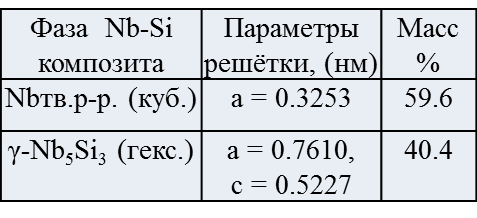 Фаза Nb-Si композита | Параметры решётки, (нм) | Масс %
Nbтв.р-р. (куб.) | a = 0.3253 | 59.6
γ-Nb₅Si₃ (гекс.) | a = 0.7610, c = 0.5227 | 40.4